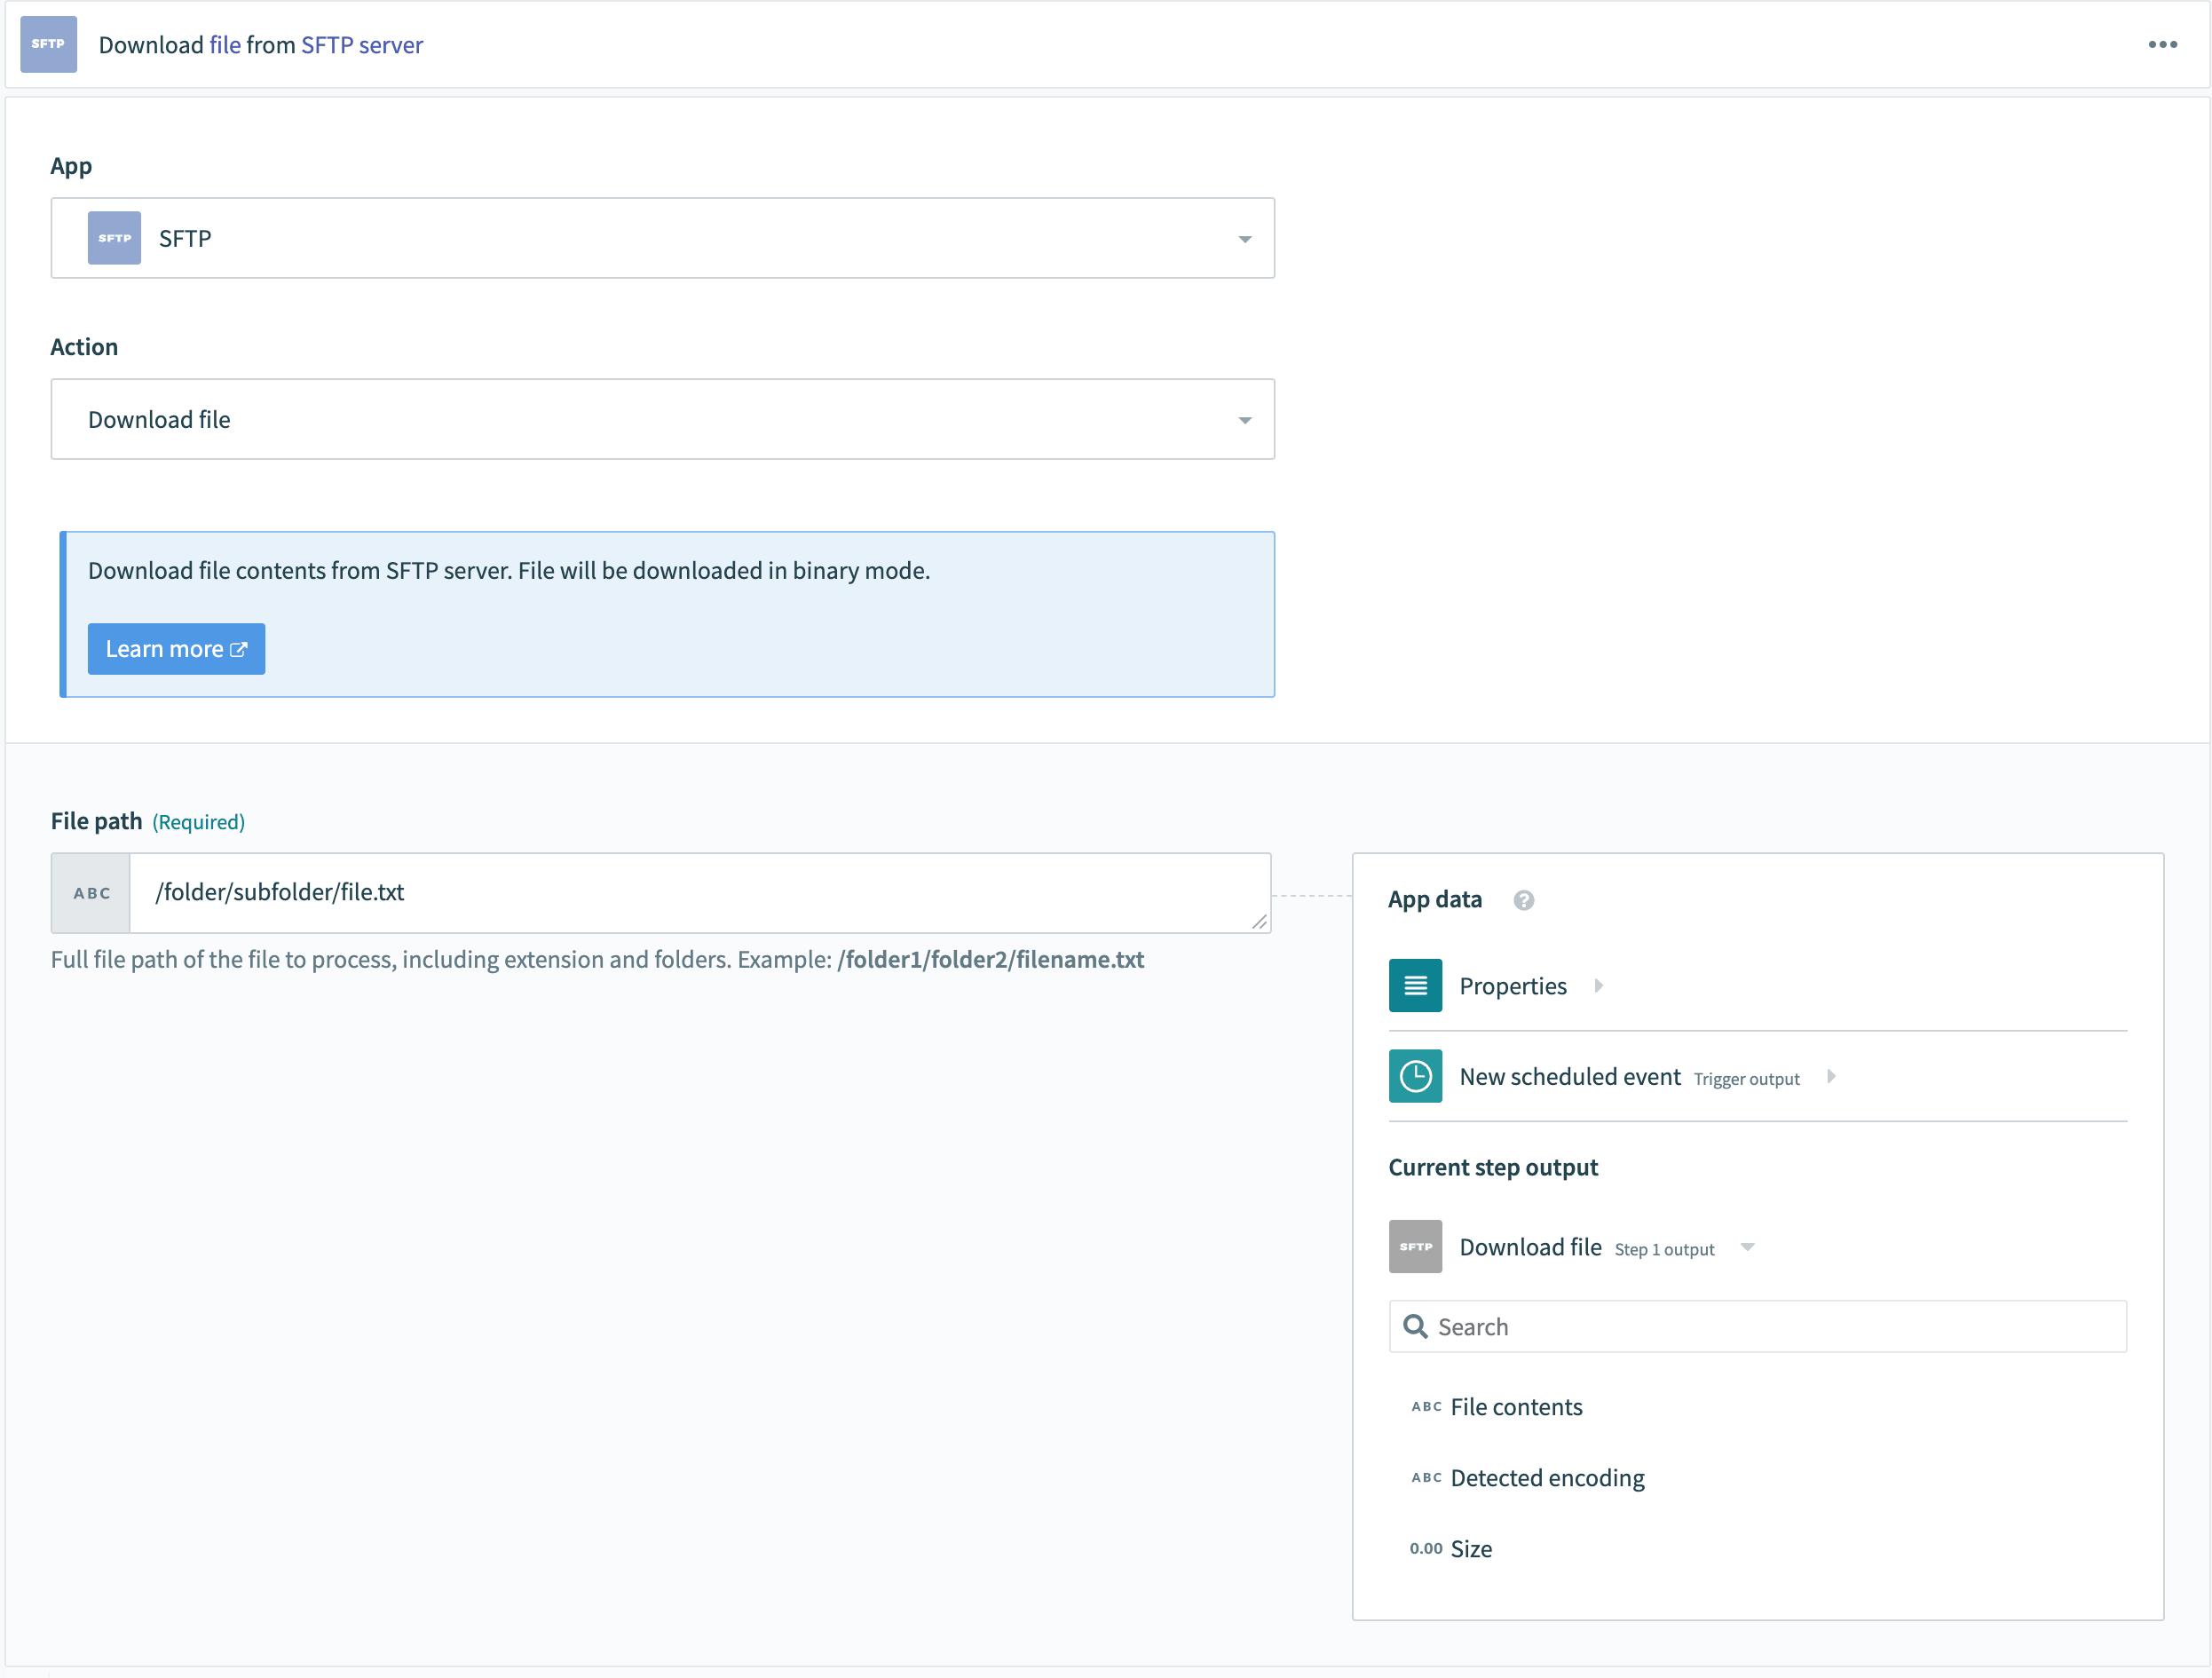 SFTP Download file from SFTP server
App
SFTP SFTP
Action
Download file
Download file contents from SFTP server. File will be downloaded in binary mode.
Learn more
File path (Required)
ABC /folder/subfolder/file.txt
Full file path of the file to process, including extension and folders. Example: /folder1/folder2/filename.txt
App data ?
Properties
New scheduled event Trigger output
Current step output
SFTP Download file Step 1 output
Search
ABC File contents
ABC Detected encoding
0.00 Size